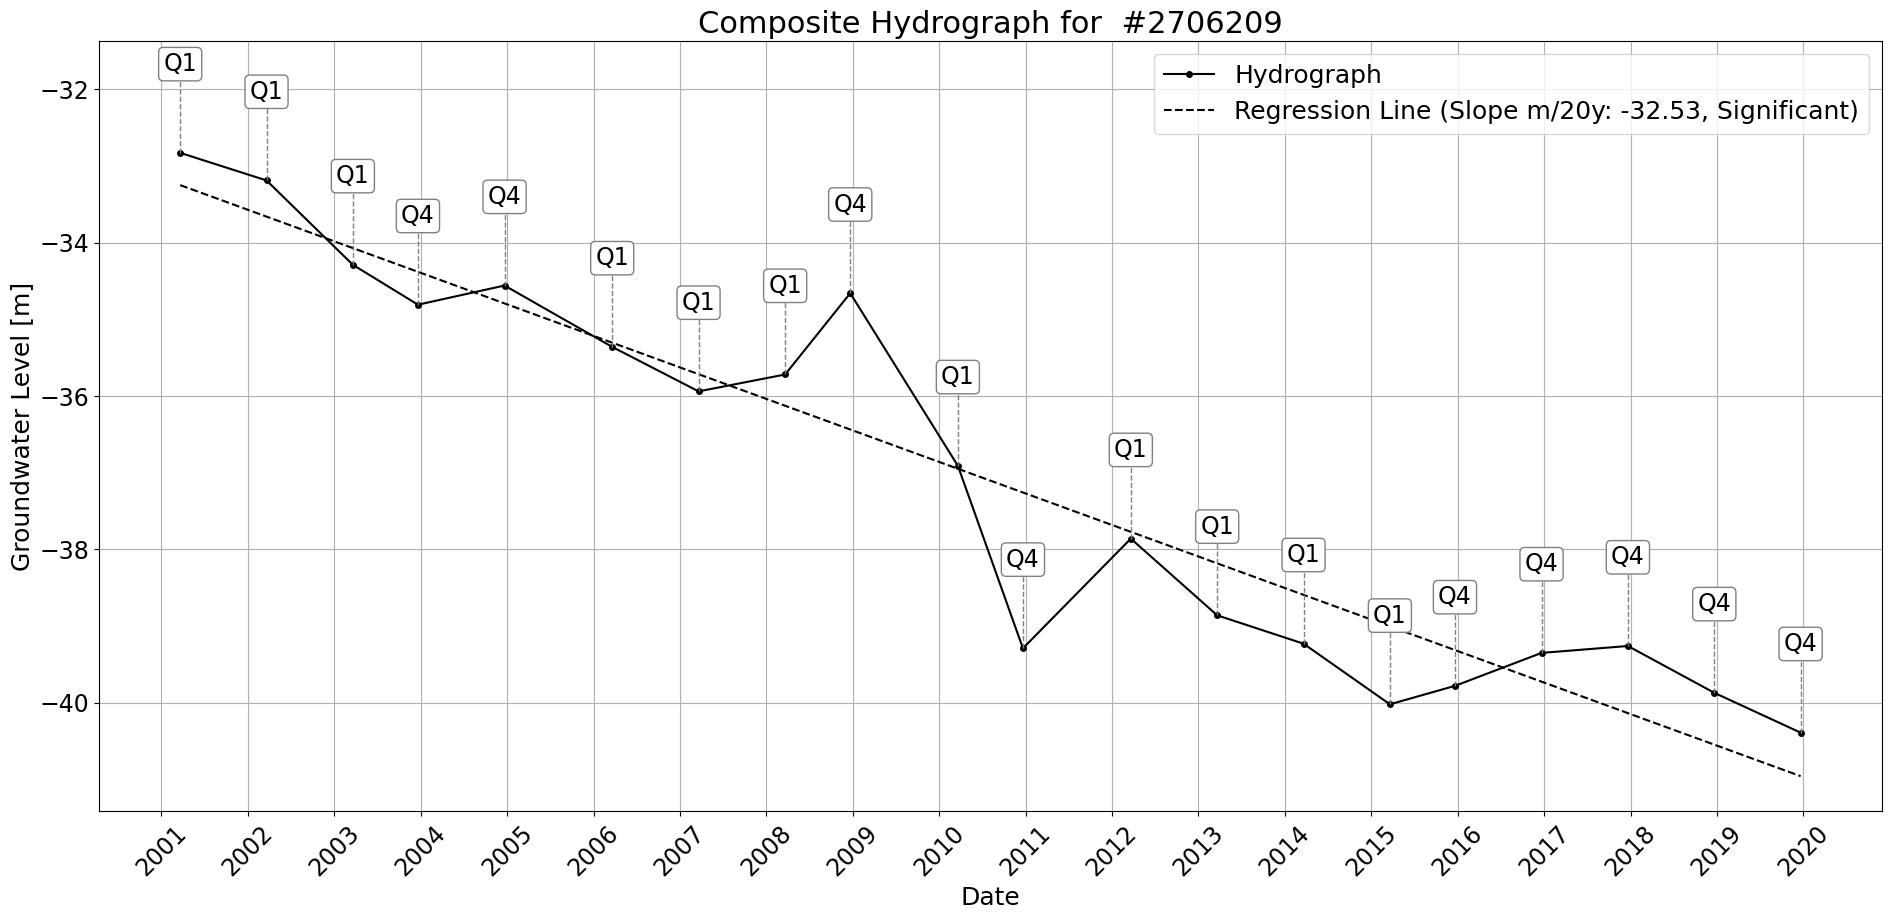 Composite Hydrograph for  #2706209
Hydrograph
Regression Line (Slope m/20y: -32.53, Significant)
Groundwater Level [m]
−32
−34
−36
−38
−40
Q1
Q1
Q1
Q4
Q4
Q1
Q1
Q1
Q4
Q1
Q4
Q1
Q1
Q1
Q1
Q4
Q4
Q4
Q4
Q4
2001
2002
2003
2004
2005
2006
2007
2008
2009
2010
2011
2012
2013
2014
2015
2016
2017
2018
2019
2020
Date